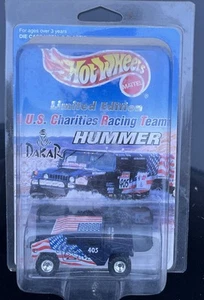 For ages over 3 years
Hot Wheels
MATTEL
Limited Edition
U.S. Charities Racing Team
HUMMER
DAKAR
405